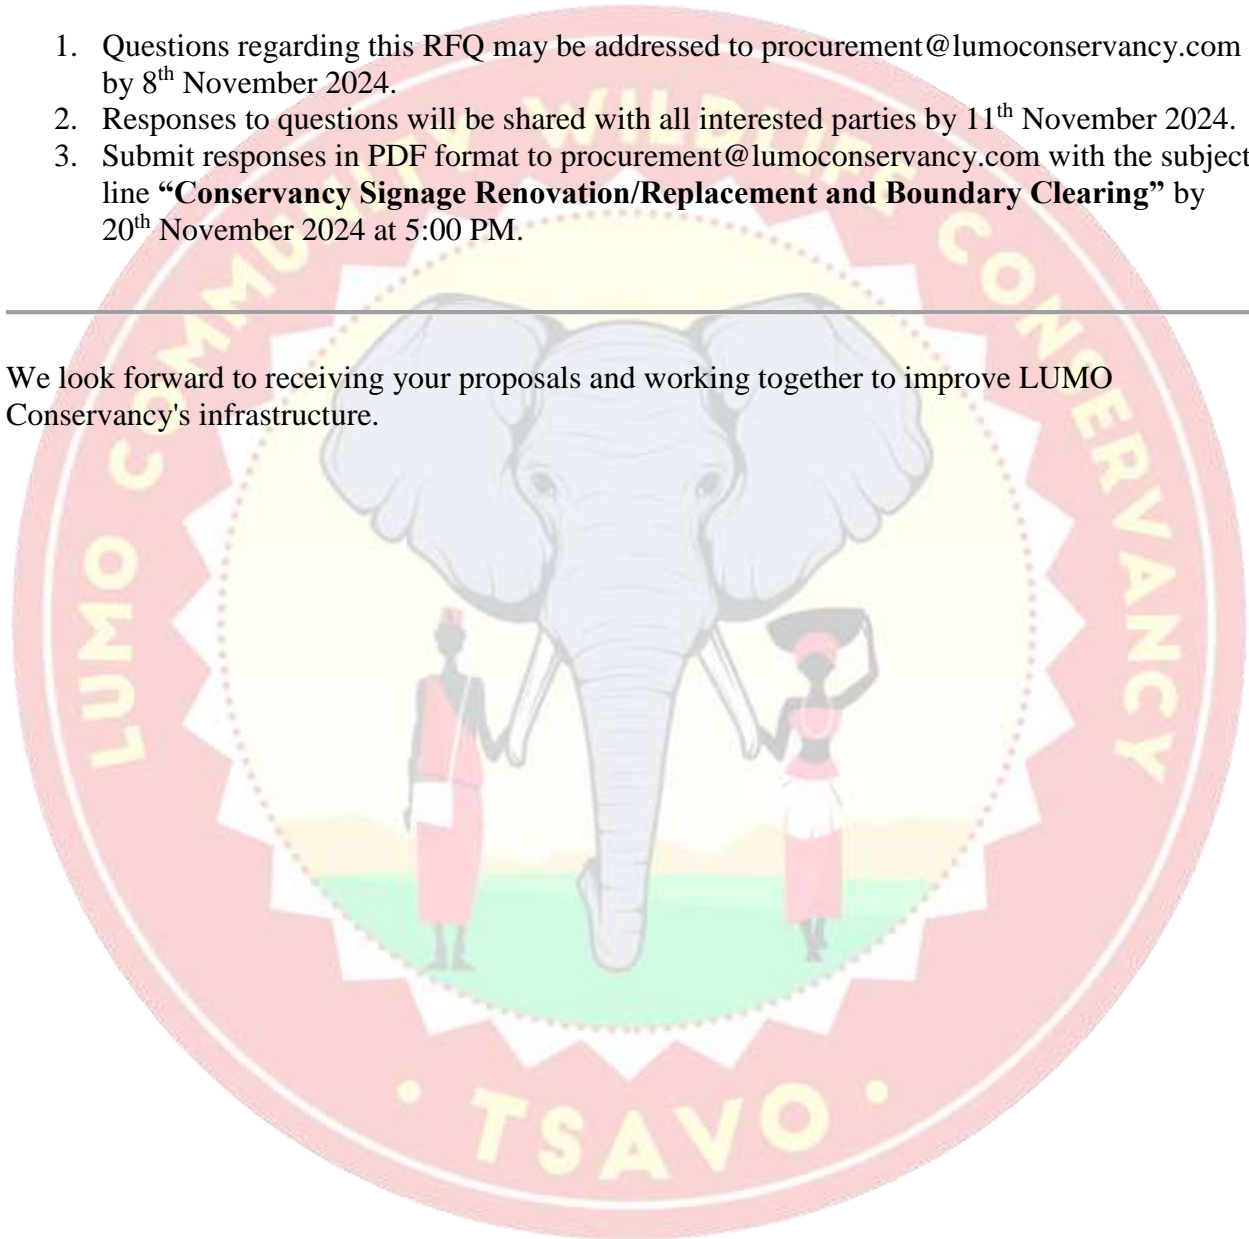 1. Questions regarding this RFQ may be addressed to procurement@lumoconservancy.com
by 8th November 2024.
2. Responses to questions will be shared with all interested parties by 11th November 2024.
3. Submit responses in PDF format to procurement@lumoconservancy.com with the subject
line “Conservancy Signage Renovation/Replacement and Boundary Clearing” by
20th November 2024 at 5:00 PM.
We look forward to receiving your proposals and working together to improve LUMO
Conservancy's infrastructure.
LUMO COMMUNITY WILDLIFE CONSERVANCY
• TSAVO •